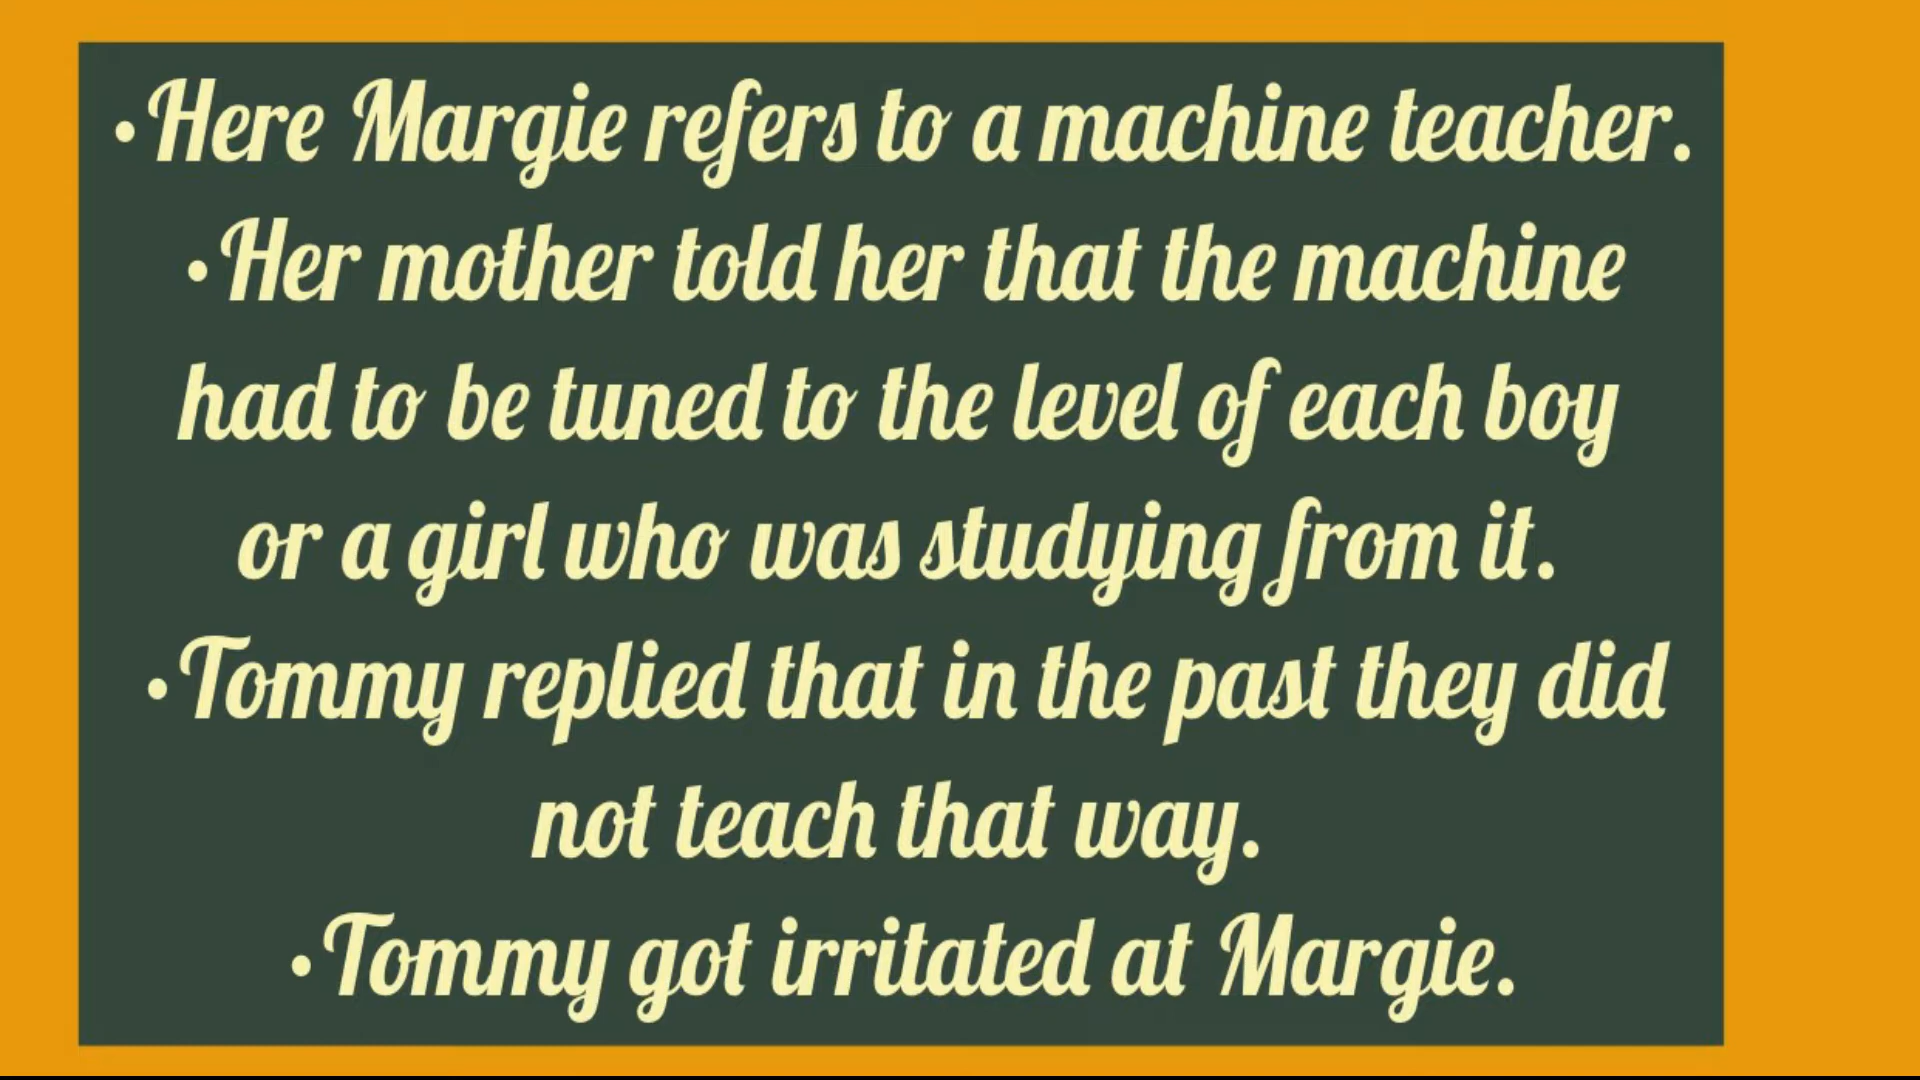 •Here Margie refers to a machine teacher.
•Her mother told her that the machine
had to be tuned to the level of each boy
or a girl who was studying from it.
•Tommy replied that in the past they did
not teach that way.
•Tommy got irritated at Margie.